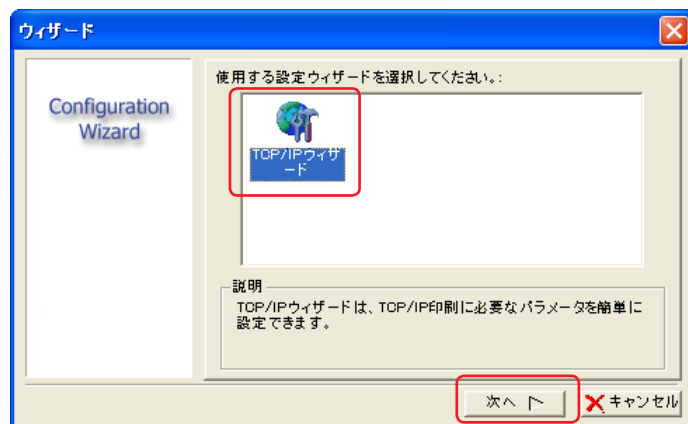 ウィザード
Configuration
Wizard
使用する設定ウィザードを選択してください。:
TCP/IPウィザ
ード
説明
TCP/IPウィザードは、TCP/IP印刷に必要なパラメータを簡単に
設定できます。
次へ
キャンセル